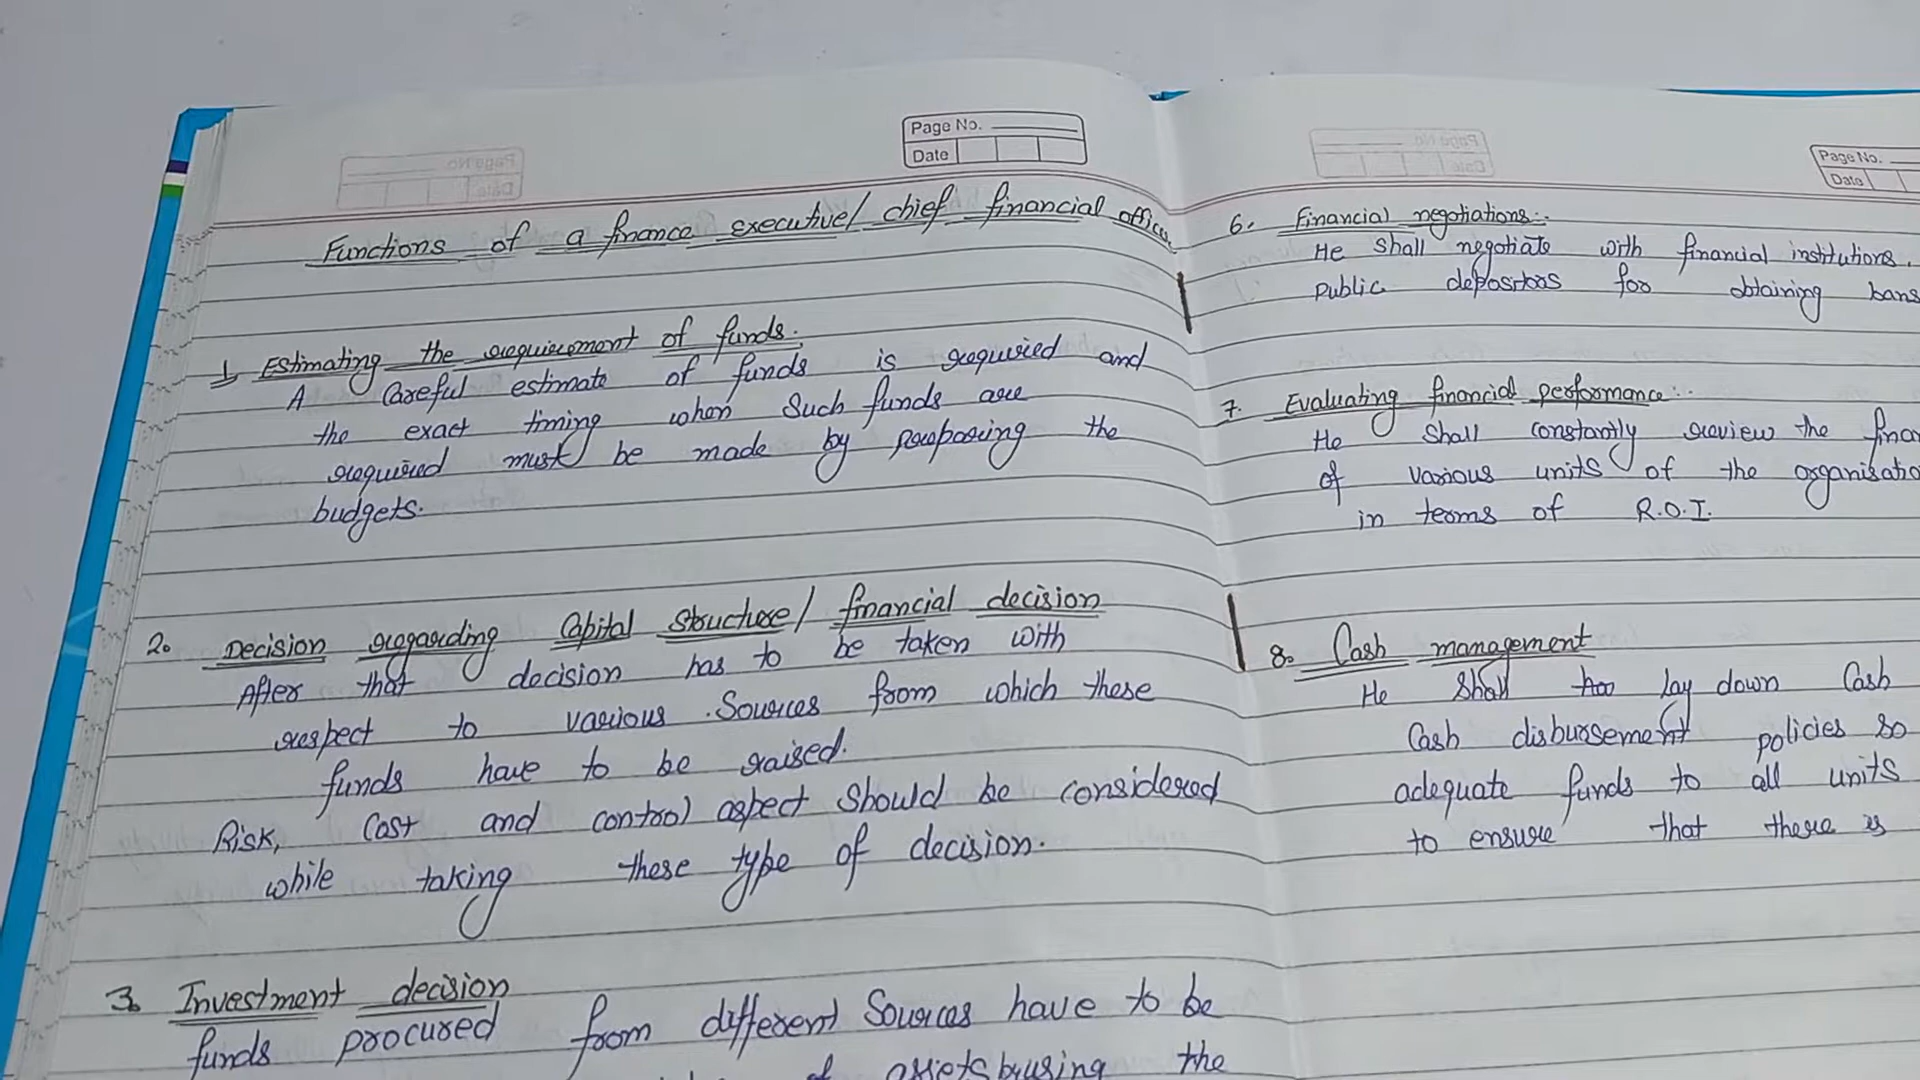 Page No.
Date
Functions of a finance executive/ chief financial officer
1. Estimating the requirement of funds.
A Careful estimate of funds is required and
the exact timing when Such funds are
required must be made by preparing the
budgets.
2. Decision regarding Capital Structure/ financial decision
After that decision has to be taken with
respect to various Sources from which these
funds have to be raised.
Risk, Cost and control aspect Should be Considered
while taking these type of decision.
3. Investment decision
funds procured from different Sources have to be
of assets by using the
Page No.
Date
6. Financial negotiations:-
He Shall negotiate with financial institutions.
Public depositors for obtaining
7. Evaluating financial performance:-
He Shall constantly review the
of various units of the
in terms of R.O.I.
8. Cash management
He Shall lay down Cash
Cash disbursement policies so
adequate funds to all units
to ensure that there is